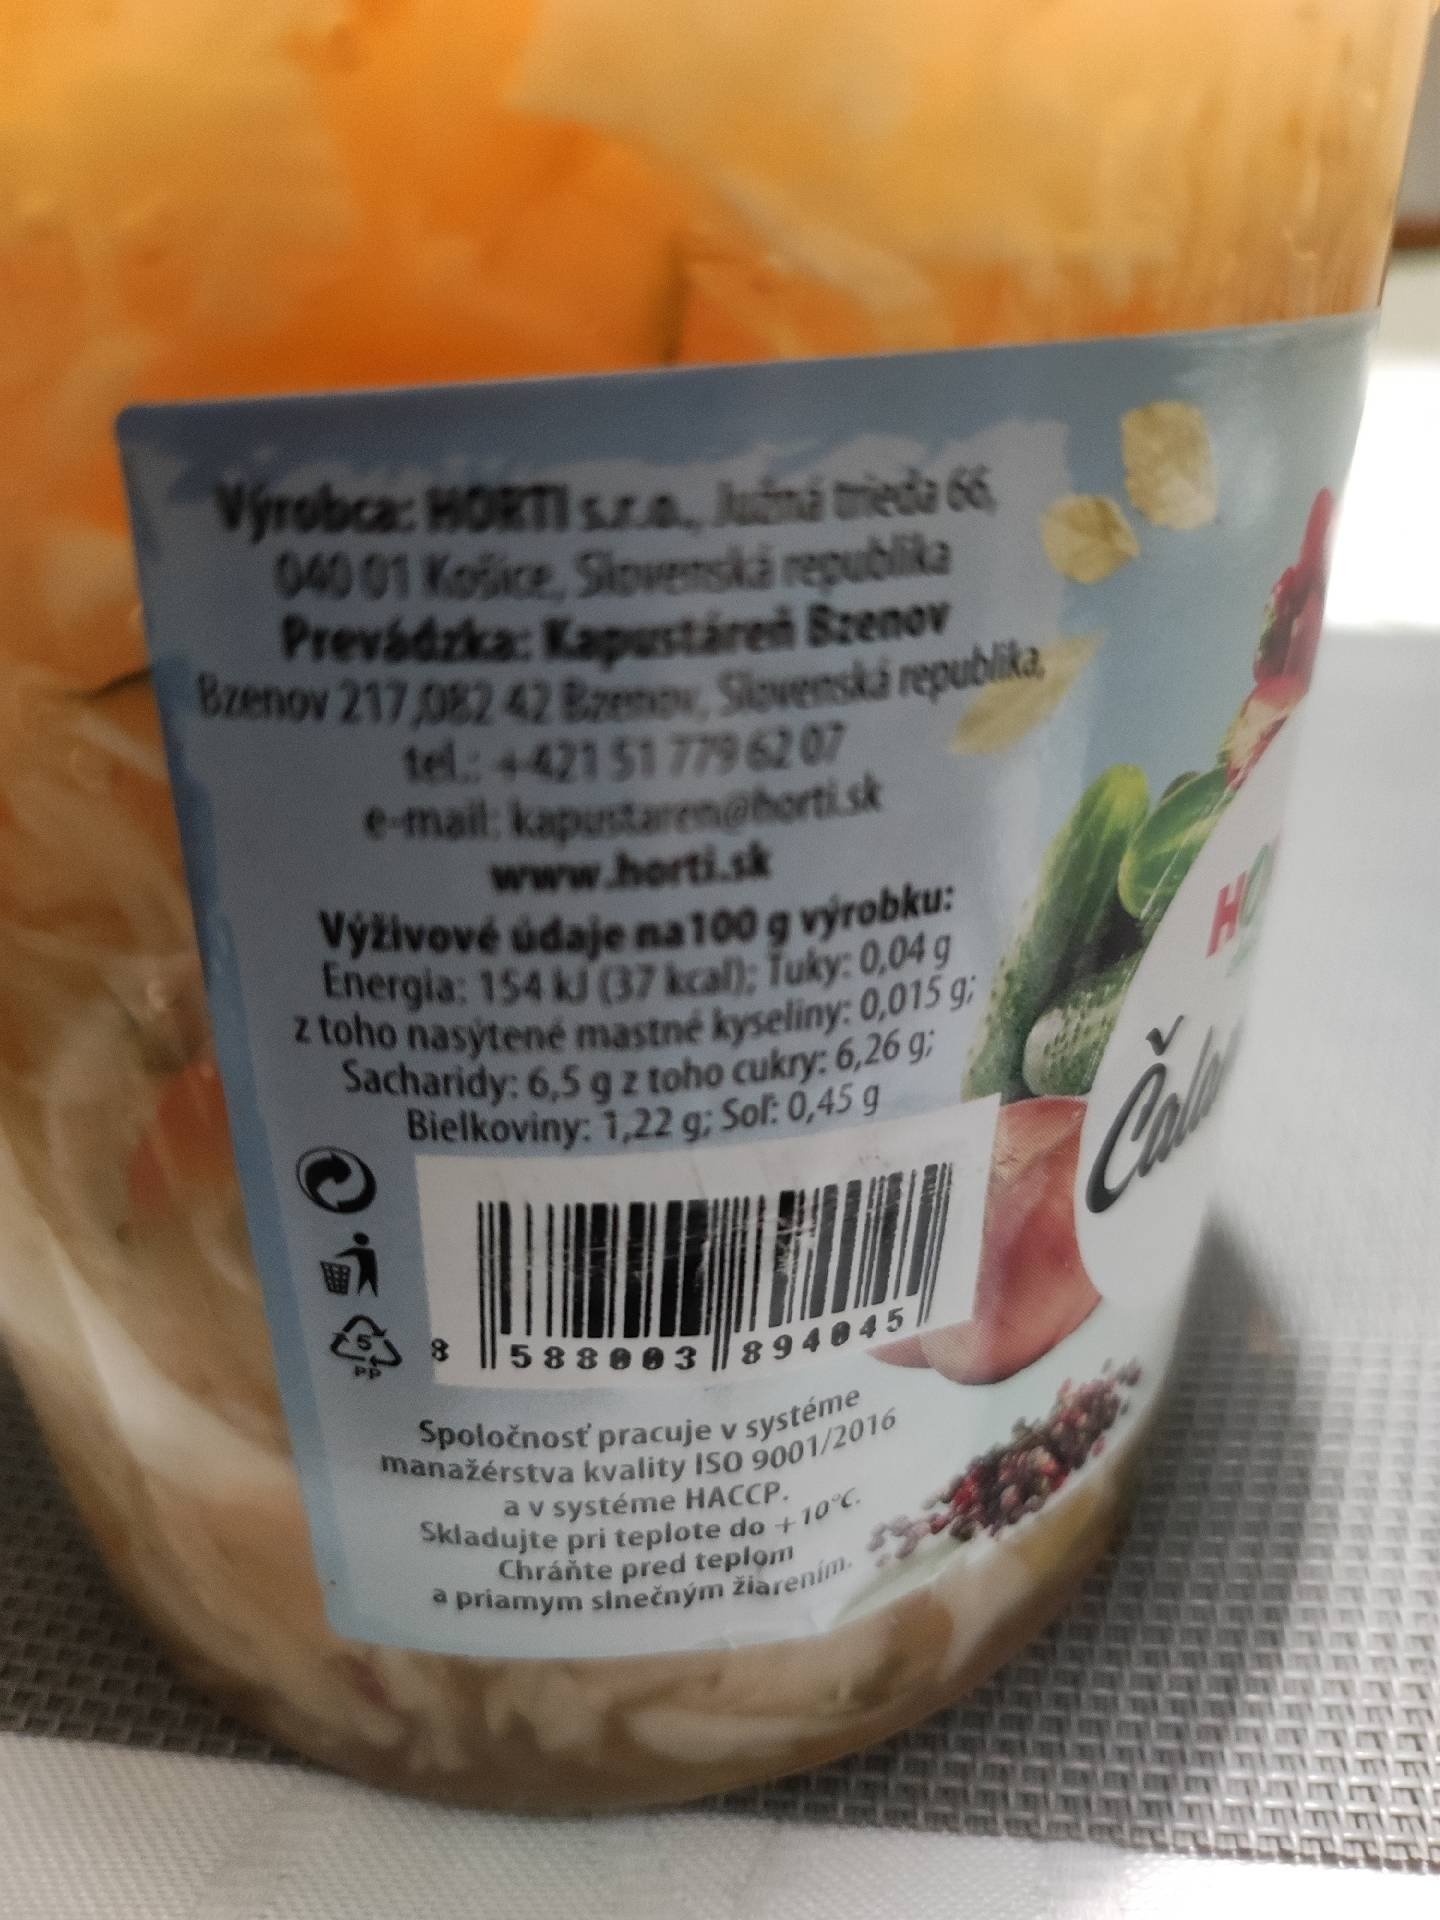 Výrobca: HORTI s.r.o., Južná trieda 66,
040 01 Košice, Slovenská republika
Prevádzka: Kapustáreň Bzenov
Bzenov 217,082 42 Bzenov, Slovenská republika,
tel.: +421 51 779 62 07
e-mail: kapustaren@horti.sk
www.horti.sk
Výživové údaje na 100 g výrobku:
Energia: 154 kJ (37 kcal); Tuky: 0,04 g
z toho nasýtené mastné kyseliny: 0,015 g;
Sacharidy: 6,5 g z toho cukry: 6,26 g;
Bielkoviny: 1,22 g; Soľ: 0,45 g
5
PP
8 588003 894045
Spoločnosť pracuje v systéme
manažérstva kvality ISO 9001/2016
a v systéme HACCP.
Skladujte pri teplote do +10°C.
Chráňte pred teplom
a priamym slnečným žiarením.